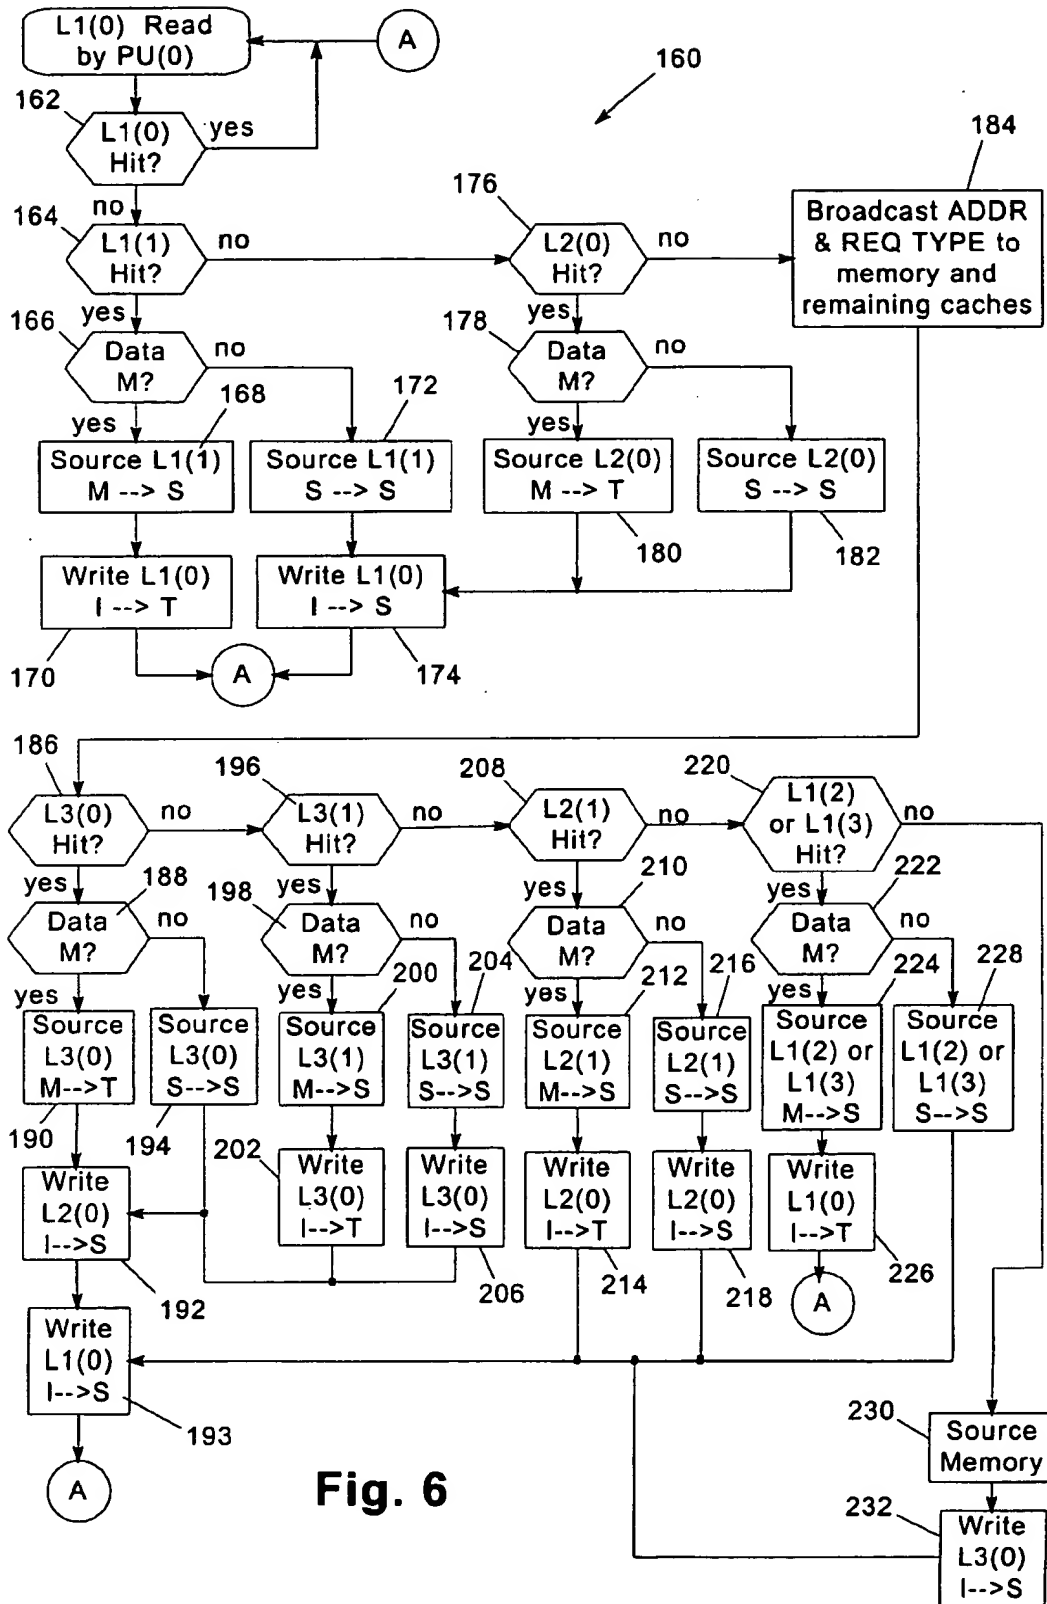 L1(0) Read
by PU(0)
A
160
162
L1(0)
Hit?
yes
184
no
176
164
L1(1)
Hit?
no
L2(0)
Hit?
no
Broadcast ADDR
& REQ TYPE to
memory and
remaining caches
yes
yes
166
Data
M?
no
178
Data
M?
no
168
172
yes
yes
Source L1(1)
M --> S
Source L1(1)
S --> S
Source L2(0)
M --> T
Source L2(0)
S --> S
180
182
Write L1(0)
I --> T
Write L1(0)
I --> S
170
A
174
186
196
208
220
L3(0)
Hit?
no
L3(1)
Hit?
no
L2(1)
Hit?
no
L1(2)
or L1(3)
Hit?
no
yes
188
yes
yes
210
yes
222
Data
M?
no
198
Data
M?
no
Data
M?
no
Data
M?
no
yes
yes
200
204
yes
212
216
yes
224
228
Source
L3(0)
M-->T
Source
L3(0)
S-->S
Source
L3(1)
M-->S
Source
L3(1)
S-->S
Source
L2(1)
M-->S
Source
L2(1)
S-->S
Source
L1(2) or
L1(3)
M-->S
Source
L1(2) or
L1(3)
S-->S
190
194
202
Write
L2(0)
I-->S
Write
L3(0)
I-->T
Write
L3(0)
I-->S
Write
L2(0)
I-->T
Write
L2(0)
I-->S
Write
L1(0)
I-->T
192
206
214
218
226
A
Write
L1(0)
I-->S
193
A
230
Source
Memory
Fig. 6
232
Write
L3(0)
I-->S